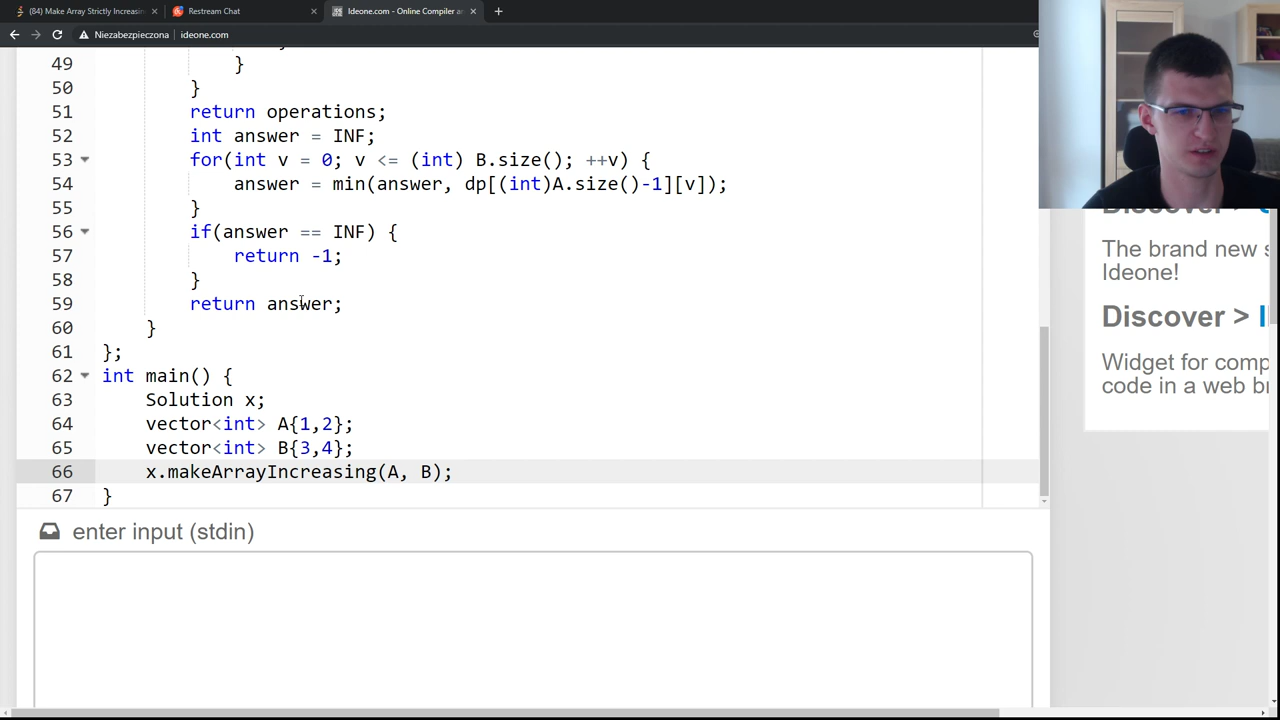 (84) Make Array Strictly Increasin
Restream Chat
Ideone.com - Online Compiler an
Niezabezpieczona
ideone.com
49 }
50 }
51 return operations;
52 int answer = INF;
53 for(int v = 0; v <= (int) B.size(); ++v) {
54 answer = min(answer, dp[(int)A.size()-1][v]);
55 }
56 if(answer == INF) {
57 return -1;
58 }
59 return answer;
60 }
61 };
62 int main() {
63 Solution x;
64 vector<int> A{1,2};
65 vector<int> B{3,4};
66 x.makeArrayIncreasing(A, B);
67 }
enter input (stdin)
Discover >
The brand new s
Ideone!
Discover > I
Widget for comp
code in a web br